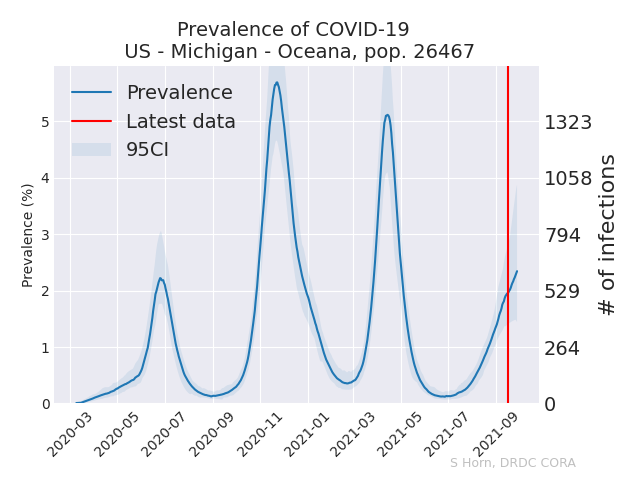 Prevalence of COVID-19
US - Michigan - Oceana, pop. 26467
Prevalence
Latest data
95CI
Prevalence (%)
5
4
3
2
1
0
1323
1058
794
529
264
0
# of infections
2020-03
2020-05
2020-07
2020-09
2020-11
2021-01
2021-03
2021-05
2021-07
2021-09
S Horn, DRDC CORA